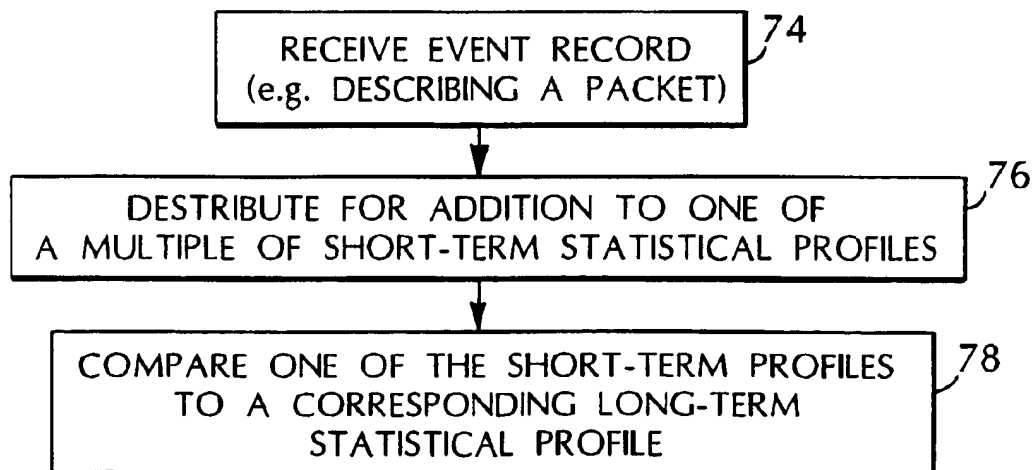 RECEIVE EVENT RECORD
(e.g. DESCRIBING A PACKET)
74
DESTRIBUTE FOR ADDITION TO ONE OF
A MULTIPLE OF SHORT-TERM STATISTICAL PROFILES
76
COMPARE ONE OF THE SHORT-TERM PROFILES
TO A CORRESPONDING LONG-TERM
STATISTICAL PROFILE
78